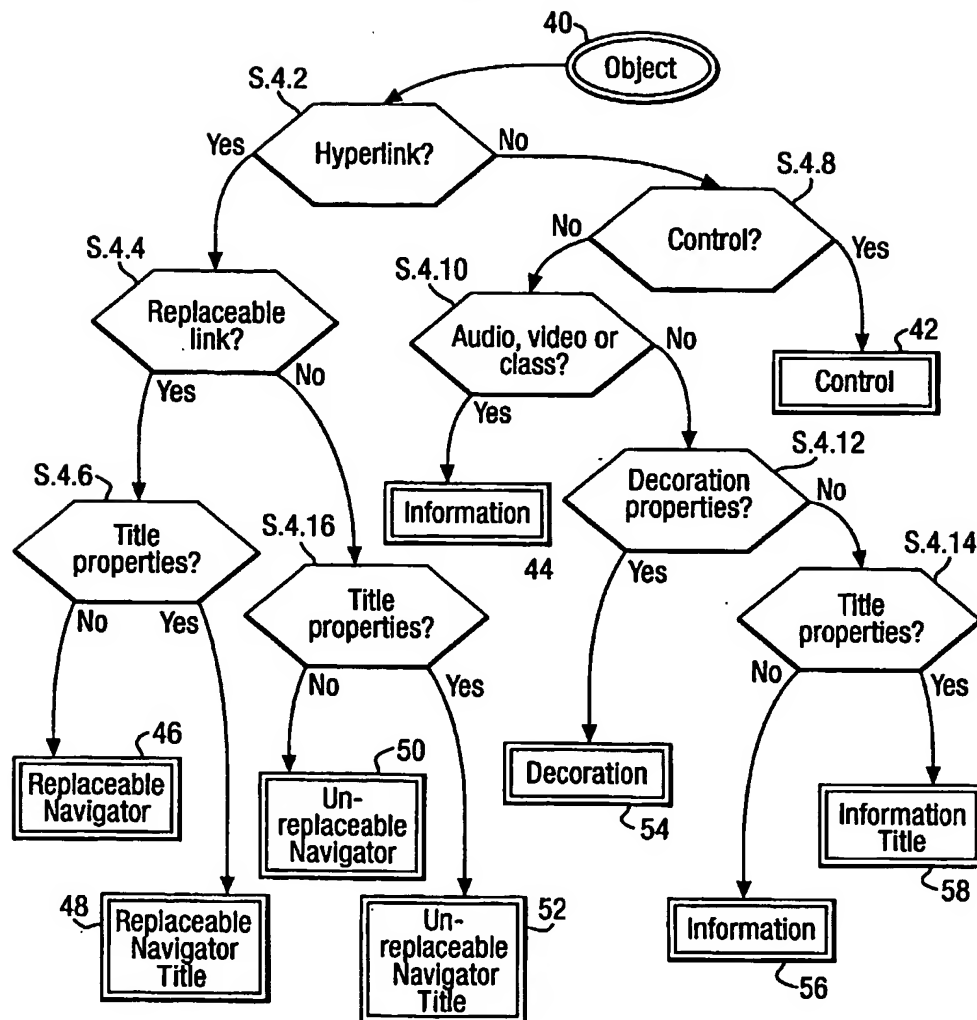 40
Object
S.4.2
Yes
Hyperlink?
No
S.4.8
S.4.4
No
Control?
Yes
S.4.10
Replaceable
link?
Audio, video or
class?
No
42
Control
Yes
No
Yes
S.4.12
S.4.6
Decoration
properties?
No
Title
properties?
S.4.16
Information
44
Yes
S.4.14
Title
properties?
Title
properties?
No
Yes
No
Yes
No
Yes
46
50
Replaceable
Navigator
Un-
replaceable
Navigator
Decoration
54
Information
Title
58
48
Replaceable
Navigator
Title
52
Un-
replaceable
Navigator
Title
Information
56